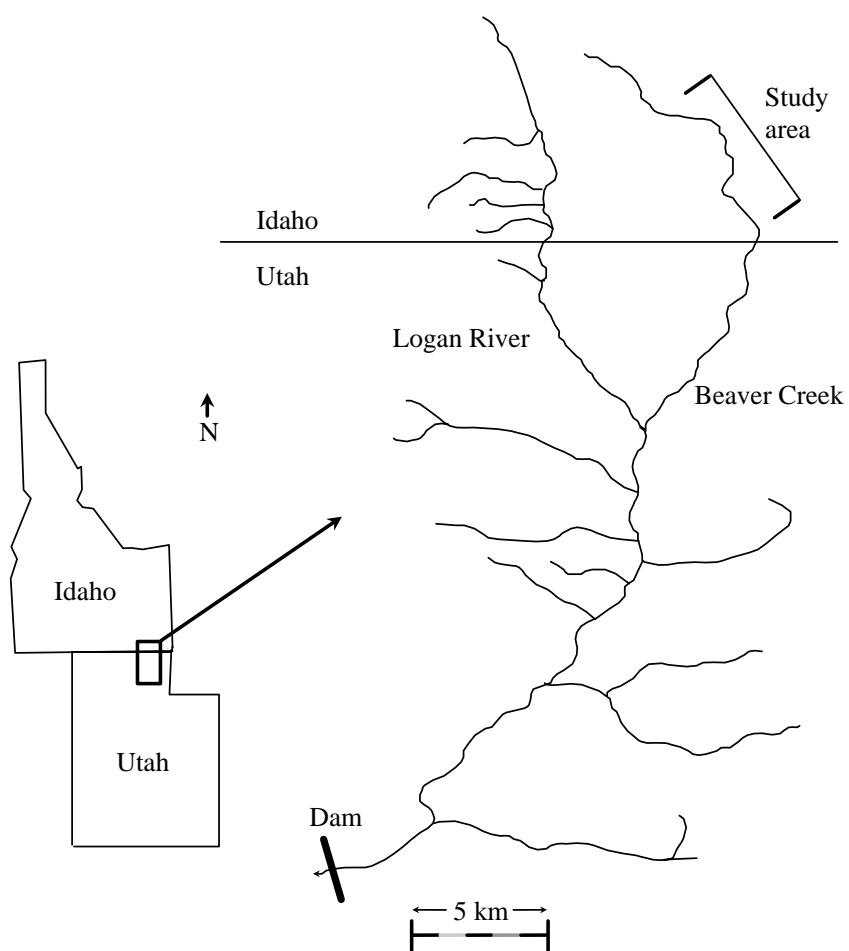 Study
area
Idaho
Utah
Logan River
Beaver Creek
N
Idaho
Utah
Dam
5 km